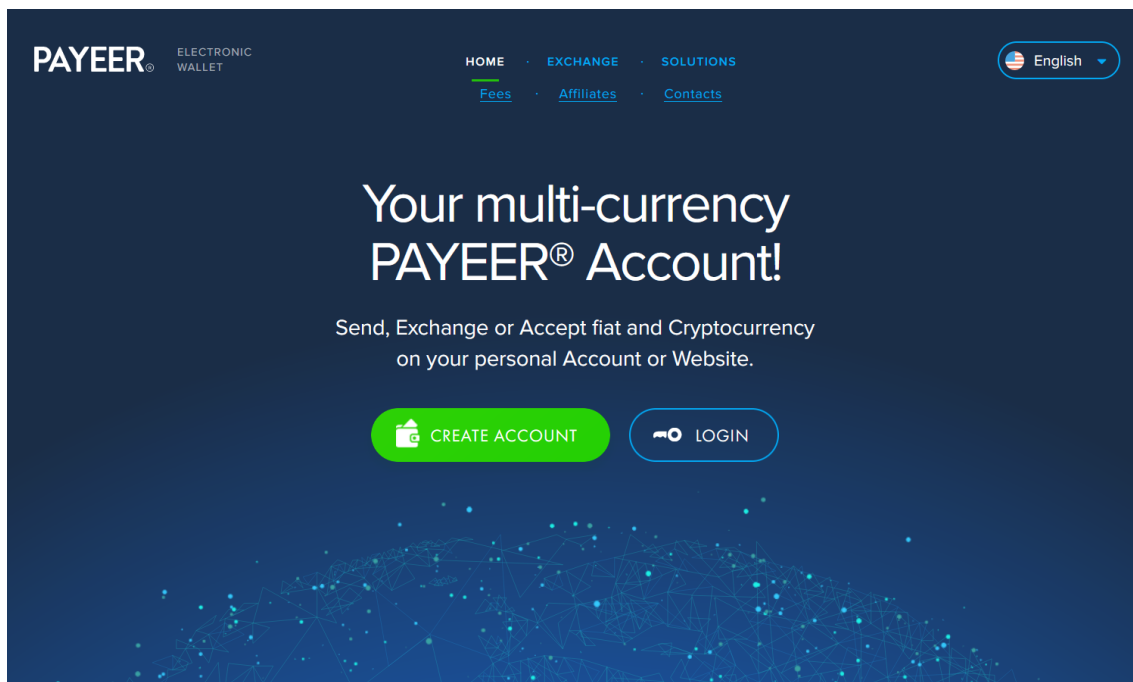 PAYEER® ELECTRONIC
WALLET
HOME · EXCHANGE · SOLUTIONS
Fees · Affiliates · Contacts
English
Your multi-currency
PAYEER® Account!
Send, Exchange or Accept fiat and Cryptocurrency
on your personal Account or Website.
CREATE ACCOUNT
LOGIN